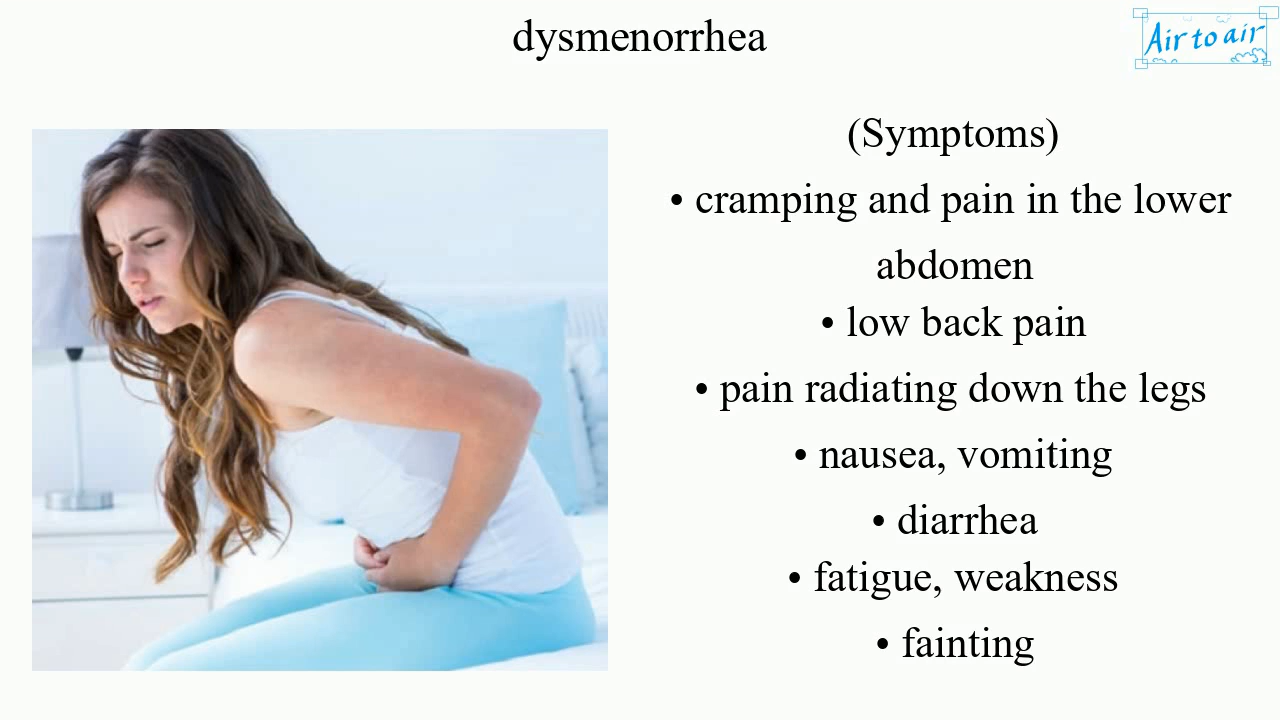 dysmenorrhea
Air to air
(Symptoms)
• cramping and pain in the lower
abdomen
• low back pain
• pain radiating down the legs
• nausea, vomiting
• diarrhea
• fatigue, weakness
• fainting